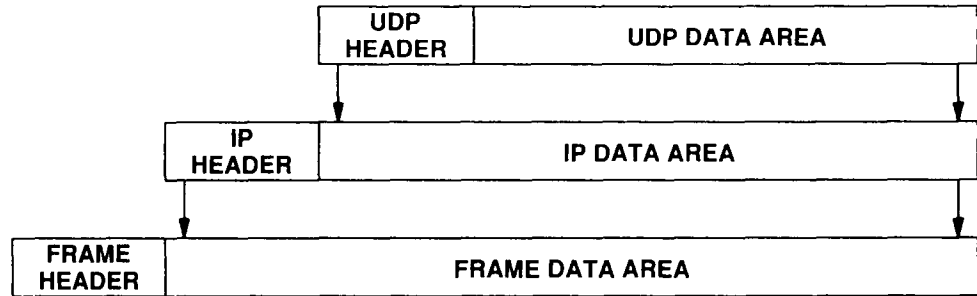 UDP
HEADER
UDP DATA AREA
IP
HEADER
IP DATA AREA
FRAME
HEADER
FRAME DATA AREA